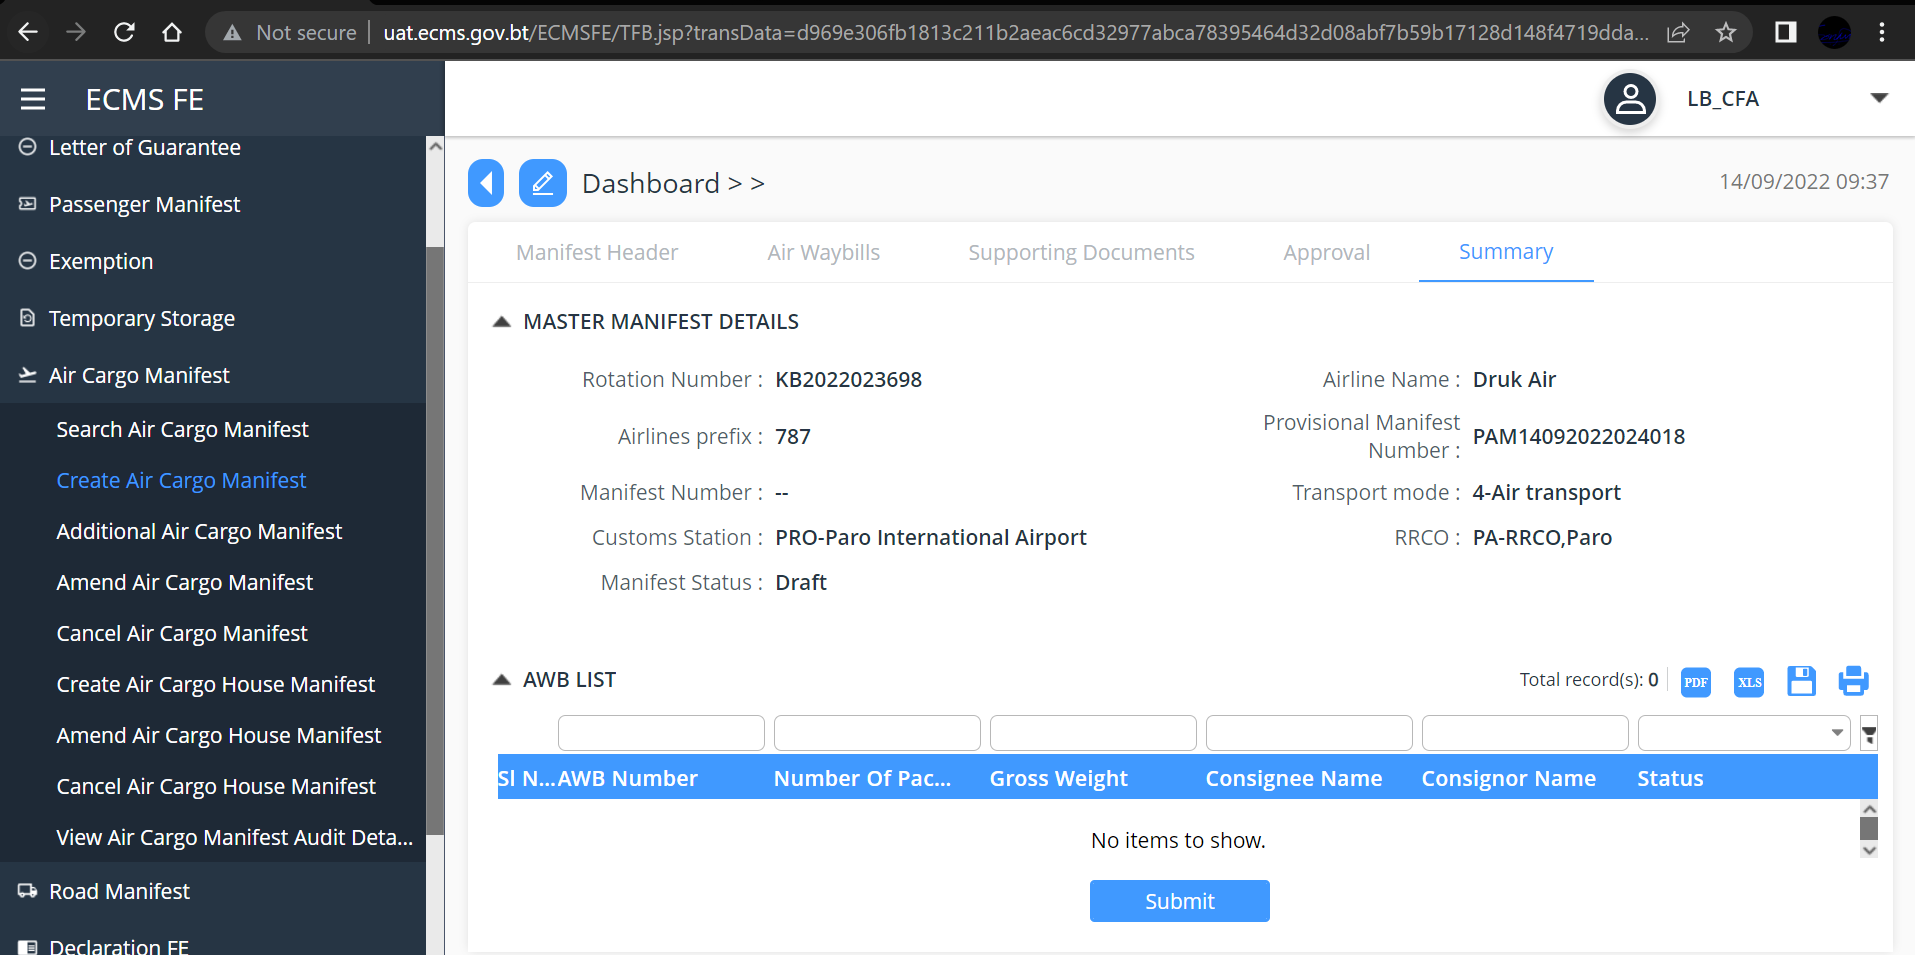 Not secure
uat.ecms.gov.bt/ECMSFE/TFB.jsp?transData=d969e306fb1813c211b2aeac6cd32977abca78395464d32d08abf7b59b17128d148f4719dda...
ECMS FE
LB_CFA
Letter of Guarantee
Passenger Manifest
Exemption
Temporary Storage
Air Cargo Manifest
Search Air Cargo Manifest
Create Air Cargo Manifest
Additional Air Cargo Manifest
Amend Air Cargo Manifest
Cancel Air Cargo Manifest
Create Air Cargo House Manifest
Amend Air Cargo House Manifest
Cancel Air Cargo House Manifest
View Air Cargo Manifest Audit Deta...
Road Manifest
Declaration FE
Dashboard > >
14/09/2022 09:37
Manifest Header Air Waybills Supporting Documents Approval Summary
MASTER MANIFEST DETAILS
Rotation Number : KB2022023698
Airline Name : Druk Air
Airlines prefix : 787
Provisional Manifest
Number : PAM14092022024018
Manifest Number : --
Transport mode : 4-Air transport
Customs Station : PRO-Paro International Airport
RRCO : PA-RRCO,Paro
Manifest Status : Draft
AWB LIST
Total record(s): 0
PDF
XLS
Sl N... AWB Number Number Of Pac... Gross Weight Consignee Name Consignor Name Status
No items to show.
Submit